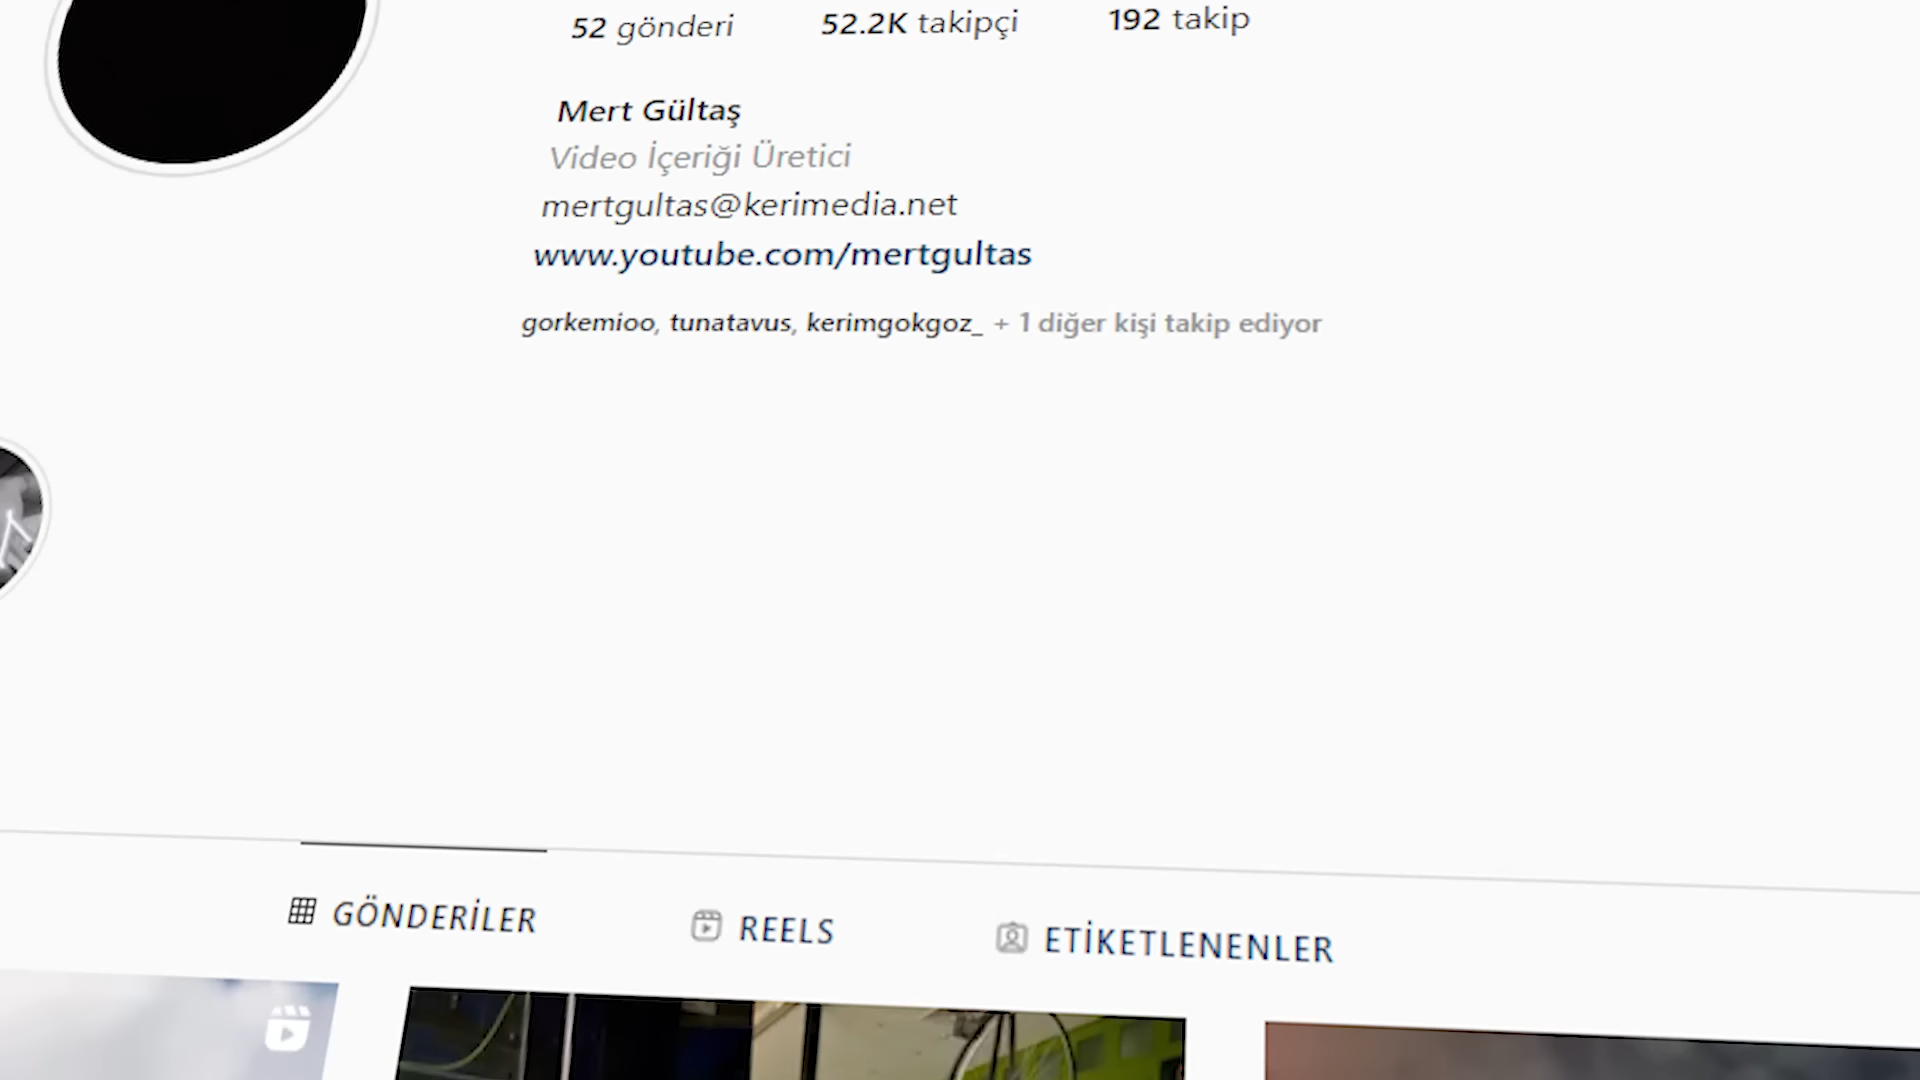 52 gönderi 52.2K takipçi 192 takip
Mert Gültaş
Video İçeriği Üretici
mertgultas@kerimedia.net
www.youtube.com/mertgultas
gorkemioo, tunatavus, kerimgokgoz_ + 1 diğer kişi takip ediyor
GÖNDERİLER REELS ETİKETLENENLER